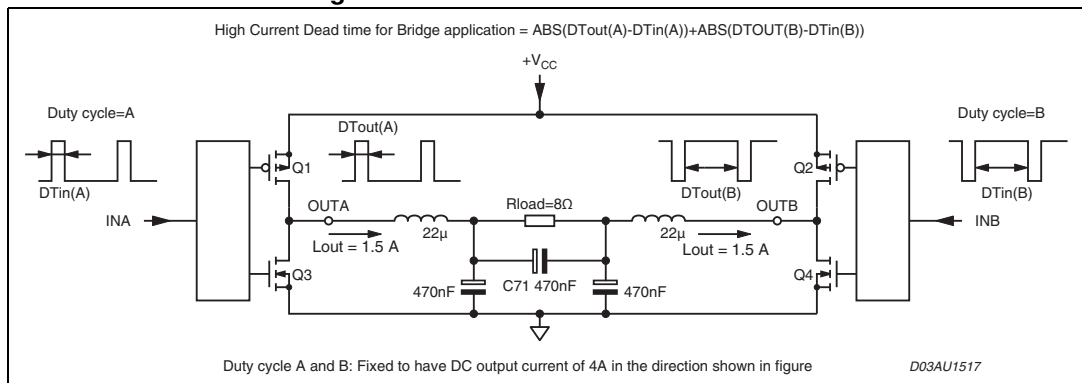 High Current Dead time for Bridge application = ABS(DTout(A)-DTin(A))+ABS(DTOUT(B)-DTin(B))
+VCC
Duty cycle=A
Duty cycle=B
DTout(A)
Q1
Q2
DTin(A)
DTout(B)
DTin(B)
OUTA
Rload=8Ω
OUTB
INA
INB
22µ
22µ
Lout = 1.5 A
Lout = 1.5 A
Q3
Q4
470nF
C71 470nF
470nF
Duty cycle A and B: Fixed to have DC output current of 4A in the direction shown in figure
D03AU1517